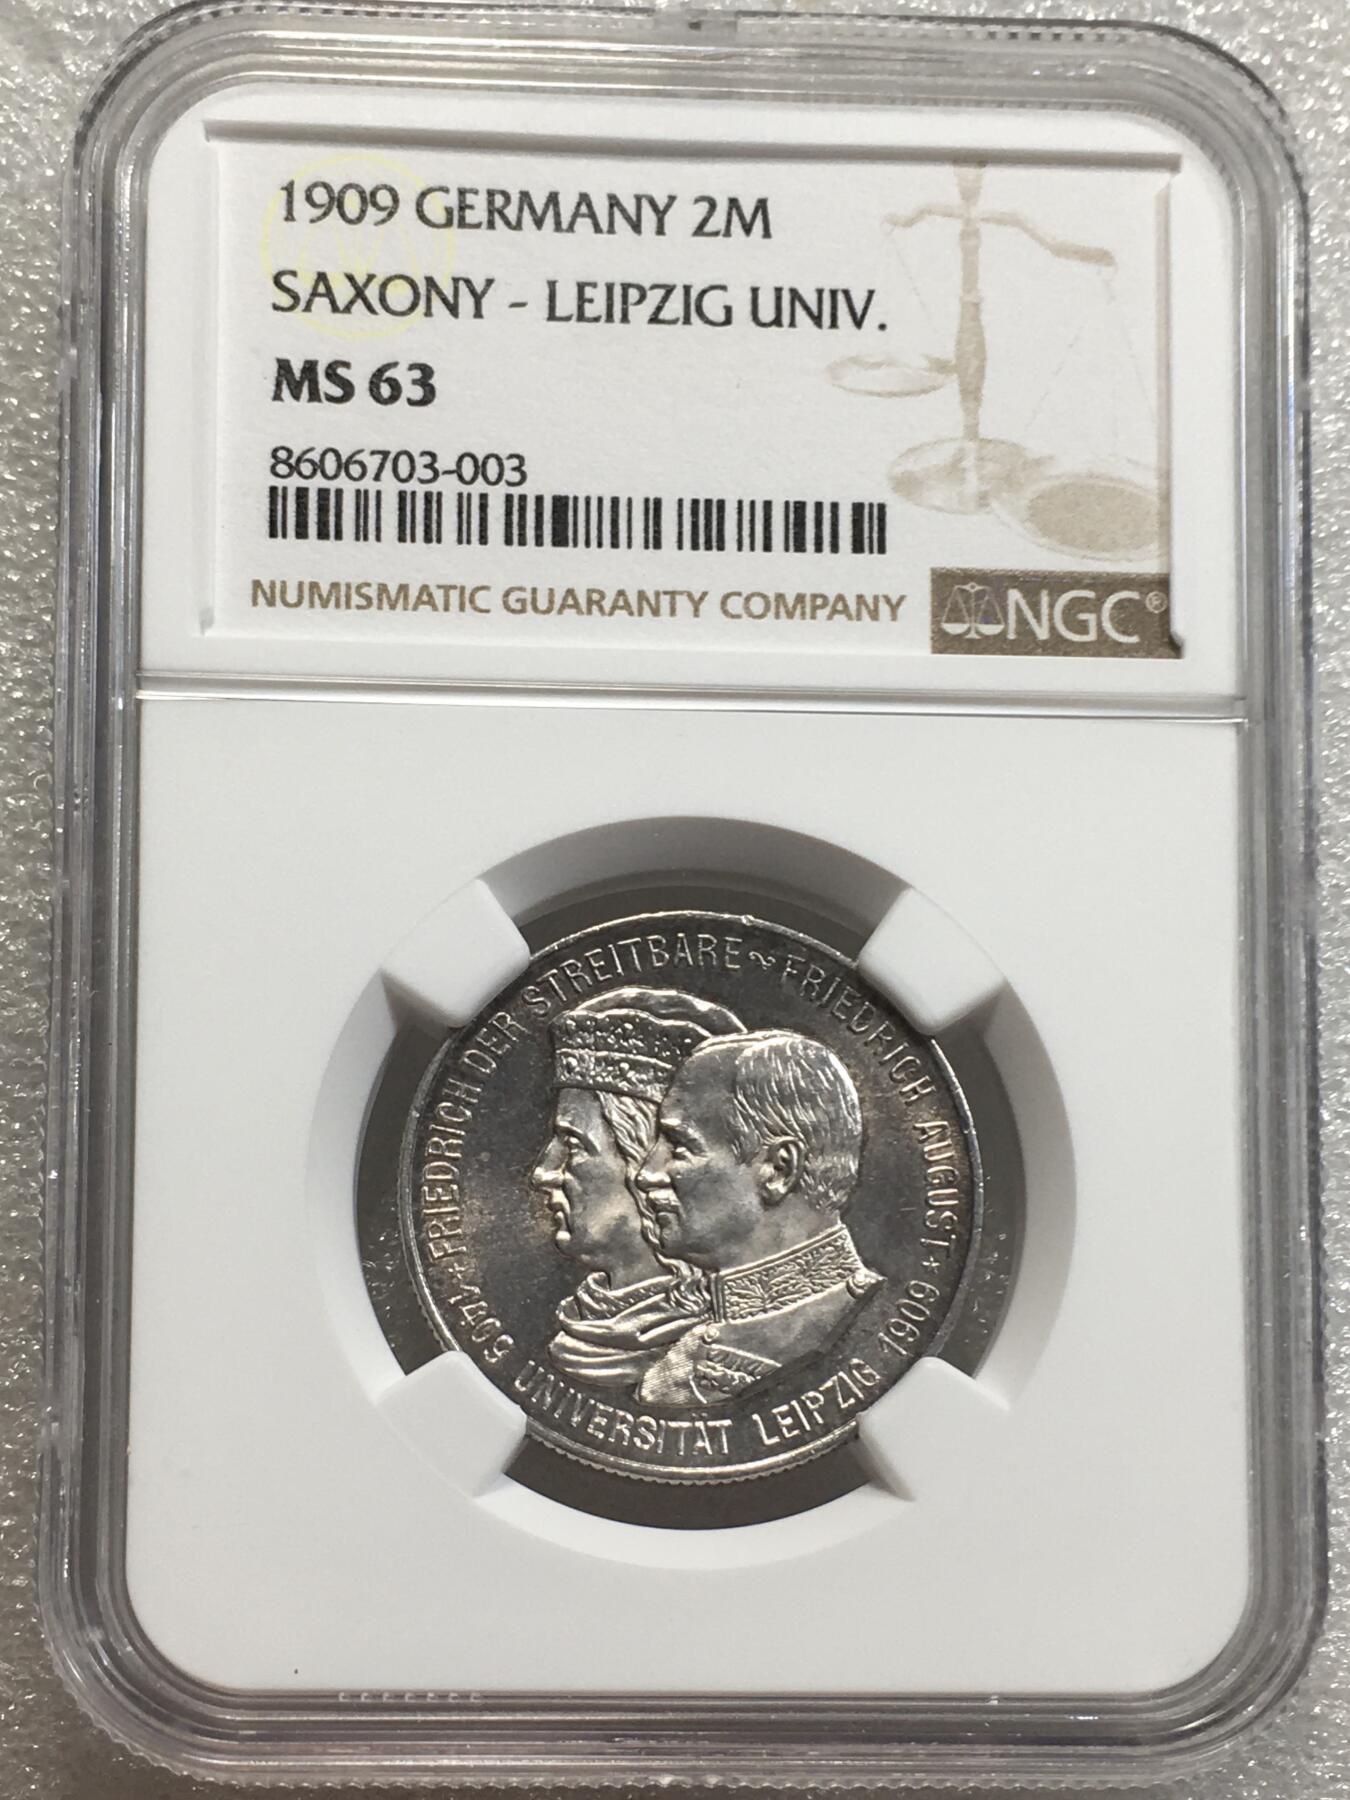 1909 GERMANY 2M
SAXONY - LEIPZIG UNIV.
MS 63
8606703-003
NUMISMATIC GUARANTY COMPANY
NGC®
FRIEDRICH DER STREITBARE ~ FRIEDRICH AUGUST
* 1409 UNIVERSITÄT LEIPZIG 1909 *